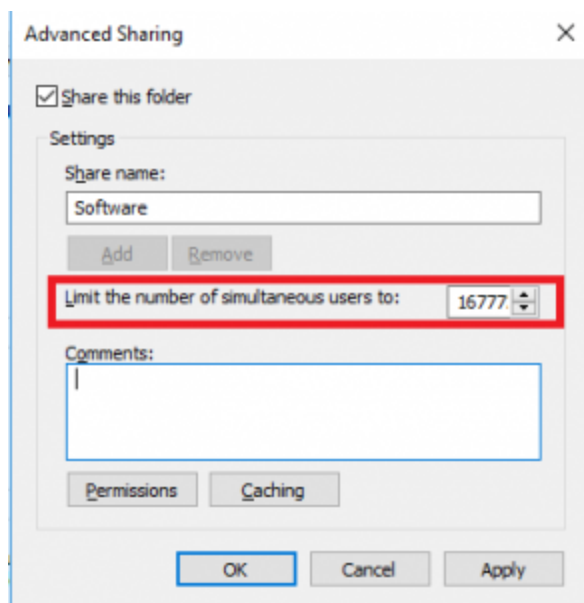 Advanced Sharing
Share this folder
Settings
Share name:
Software
Add Remove
Limit the number of simultaneous users to: 16777
Comments:
Permissions Caching
OK Cancel Apply